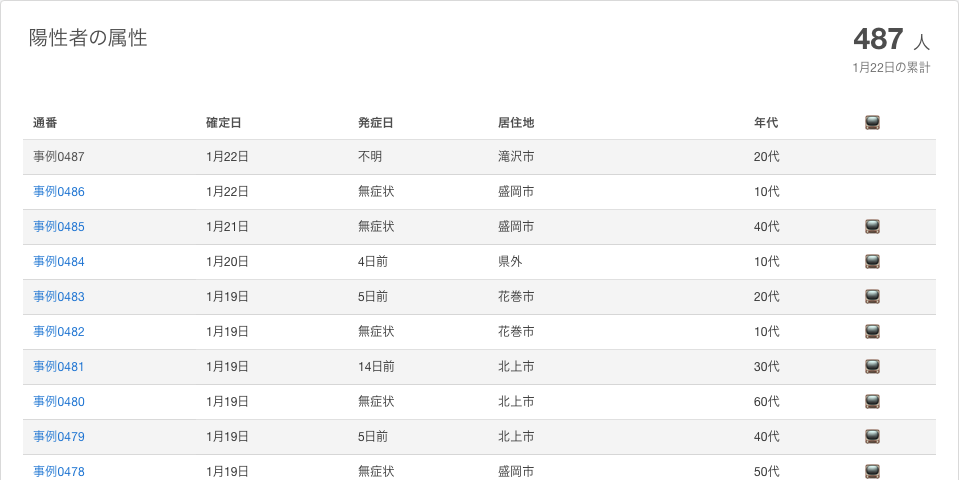 陽性者の属性
487 人
1月22日の累計
通番 確定日 発症日 居住地 年代
事例0487 1月22日 不明 滝沢市 20代
事例0486 1月22日 無症状 盛岡市 10代
事例0485 1月21日 無症状 盛岡市 40代
事例0484 1月20日 4日前 県外 10代
事例0483 1月19日 5日前 花巻市 20代
事例0482 1月19日 無症状 花巻市 10代
事例0481 1月19日 14日前 北上市 30代
事例0480 1月19日 無症状 北上市 60代
事例0479 1月19日 5日前 北上市 40代
事例0478 1月19日 無症状 盛岡市 50代